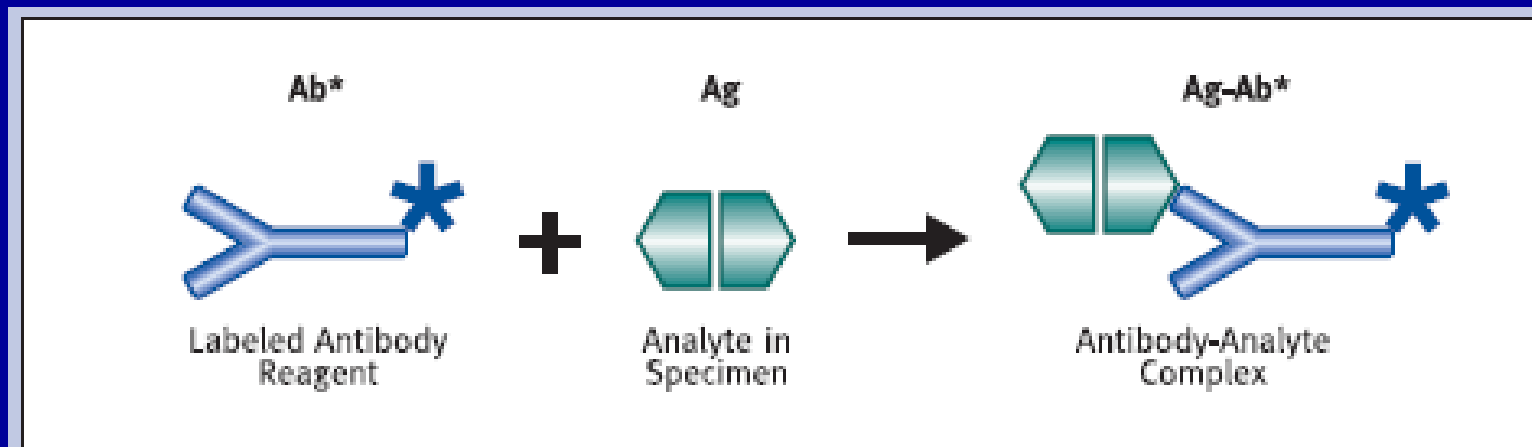 Ab*
Ag
Ag-Ab*
+
Labeled Antibody
Reagent
Analyte in
Specimen
Antibody-Analyte
Complex